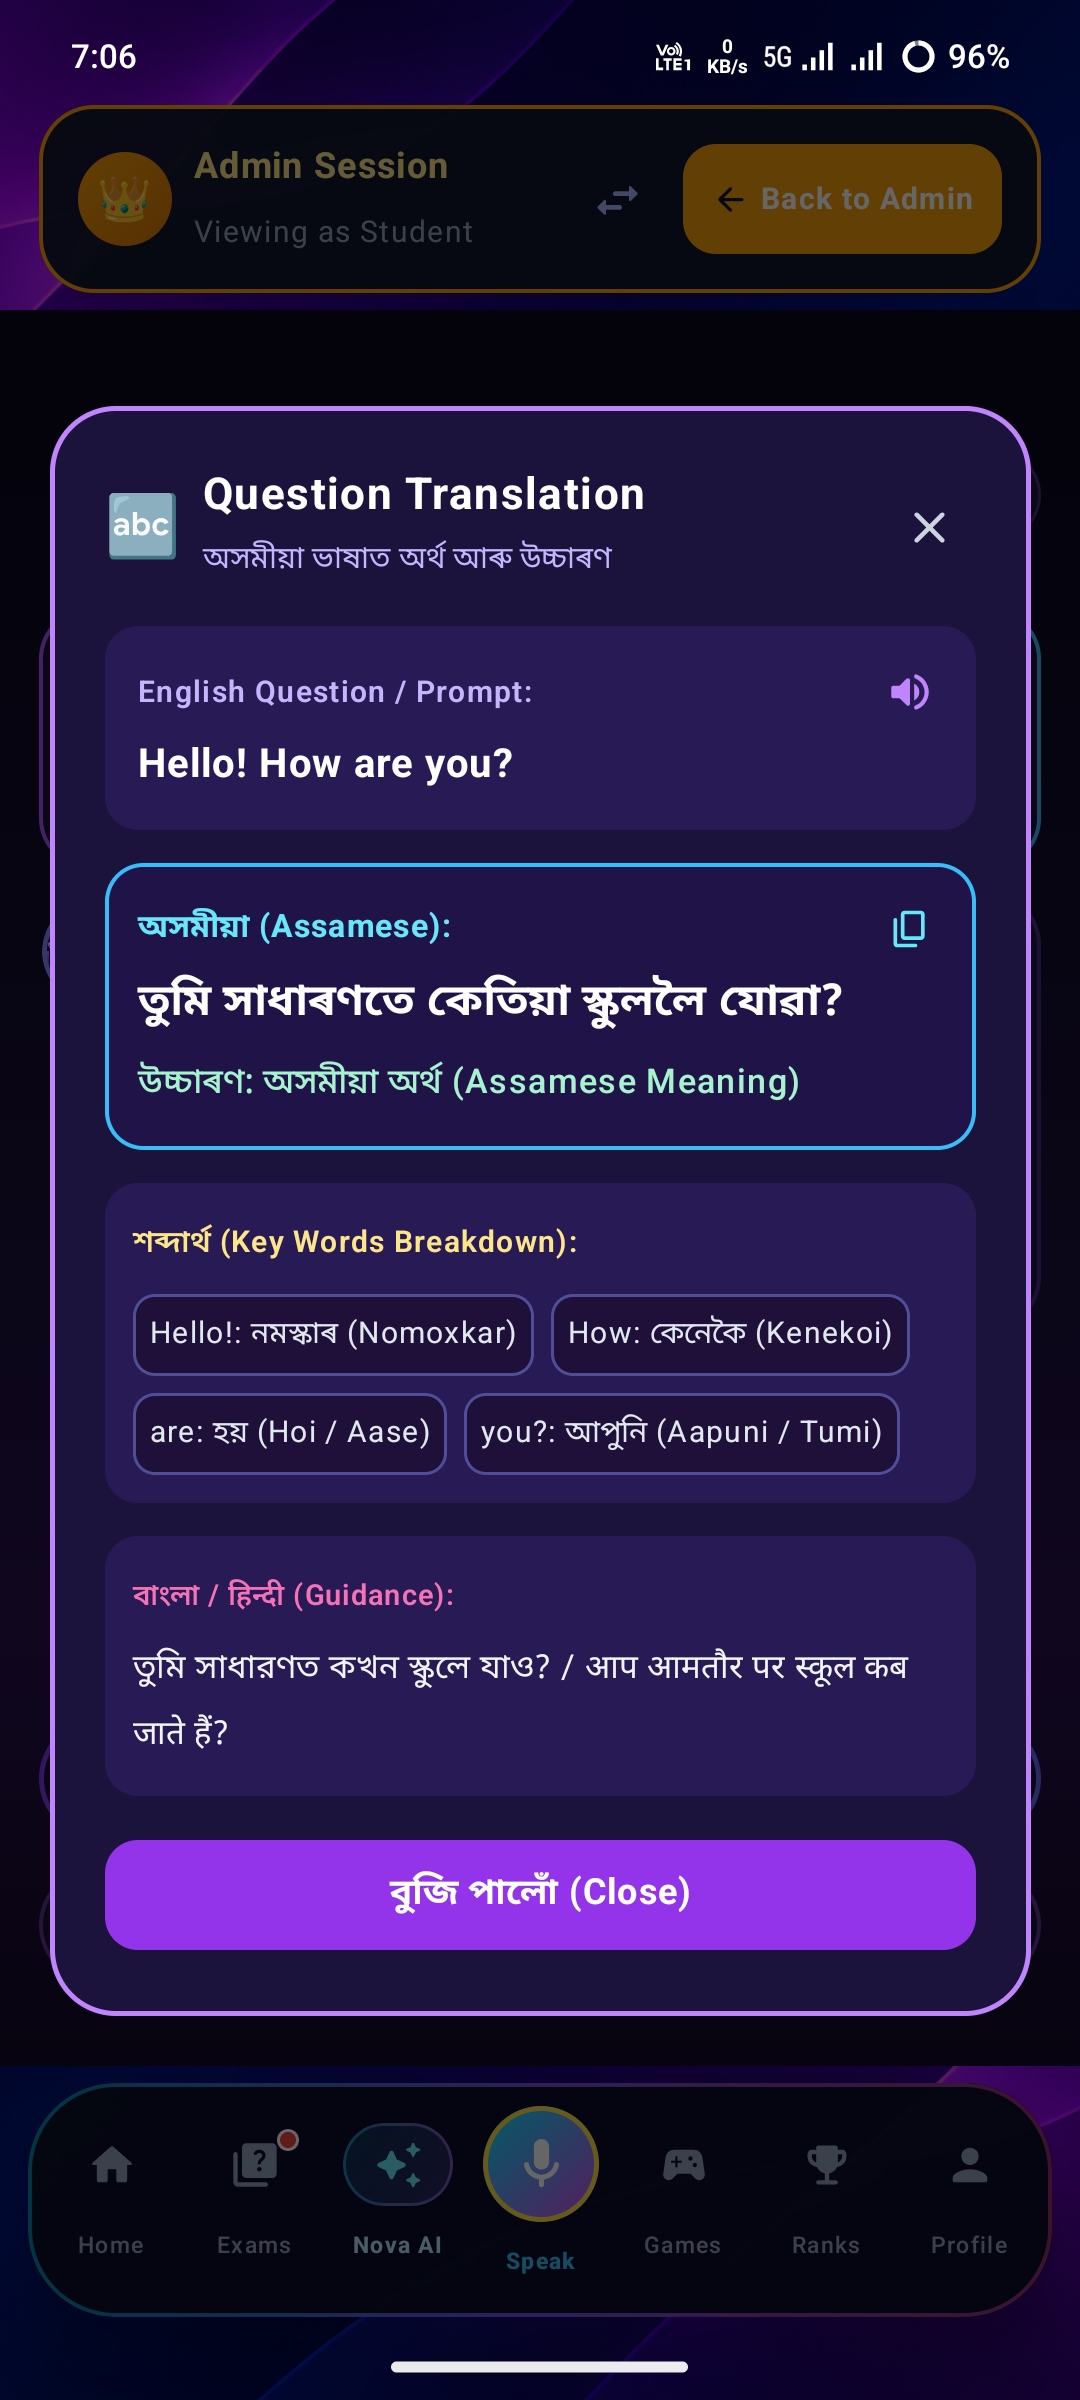 7:06
Vo)) LTE1 0 KB/s 5G 96%
Admin Session
Viewing as Student
Back to Admin
abc
Question Translation
অসমীয়া ভাষাত অৰ্থ আৰু উচ্চাৰণ
English Question / Prompt:
Hello! How are you?
অসমীয়া (Assamese):
তুমি সাধাৰণতে কেতিয়া স্কুললৈ যোৱা?
উচ্চাৰণ: অসমীয়া অৰ্থ (Assamese Meaning)
শব্দাৰ্থ (Key Words Breakdown):
Hello!: নমস্কাৰ (Nomoxkar)
How: কেনেকৈ (Kenekoi)
are: হয় (Hoi / Aase)
you?: আপুনি (Aapuni / Tumi)
বাংলা / हिन्दी (Guidance):
তুমি সাধারণত কখন স্কুলে যাও? / आप आमतौर पर स्कूल कब
जाते हैं?
বুজি পালোঁ (Close)
Home
Exams
Nova AI
Speak
Games
Ranks
Profile